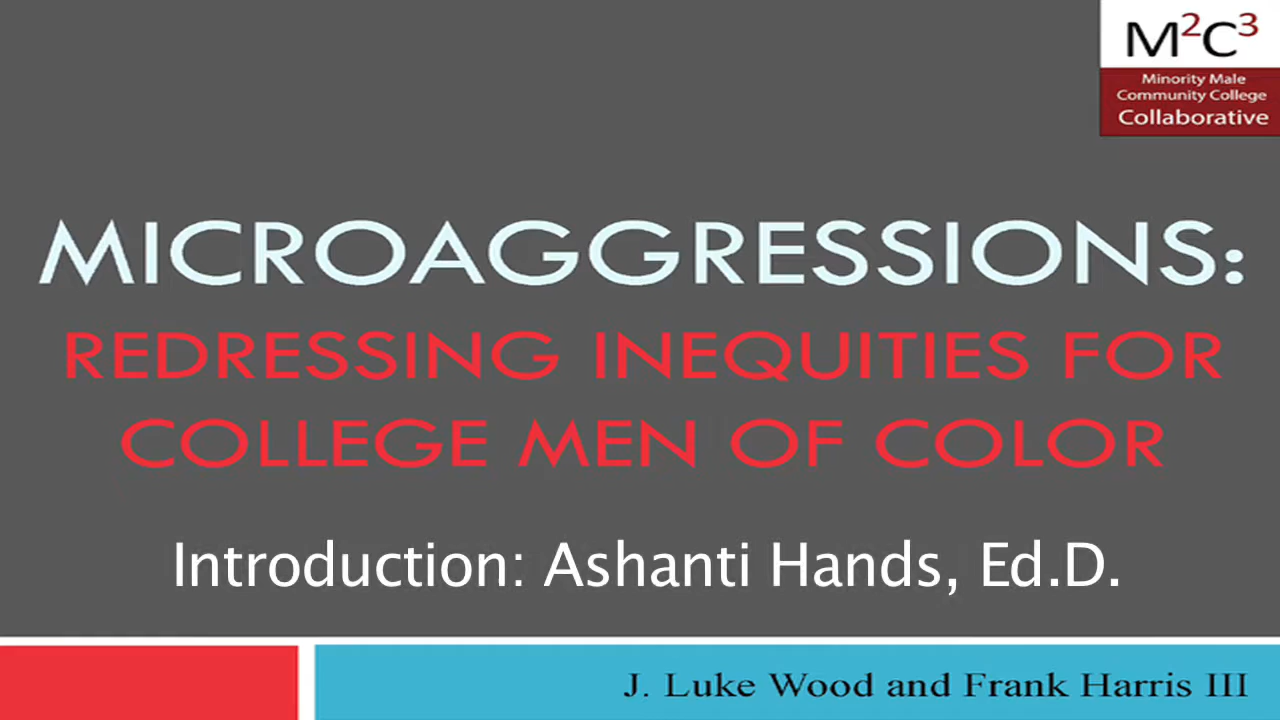 M²C³
Minority Male
Community College
Collaborative
MICROAGGRESSIONS:
REDRESSING INEQUITIES FOR
COLLEGE MEN OF COLOR
Introduction: Ashanti Hands, Ed.D.
J. Luke Wood and Frank Harris III